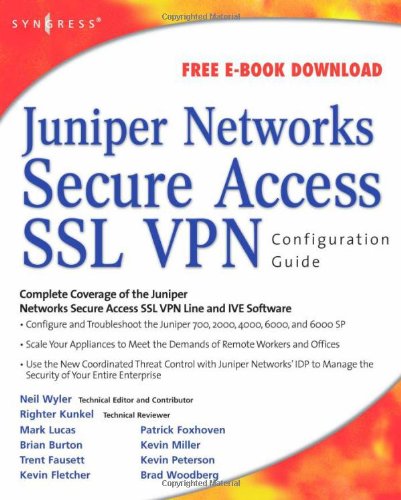 SYNGRESS®
FREE E-BOOK DOWNLOAD
Juniper Networks
Secure Access
SSL VPN Configuration
Guide
Complete Coverage of the Juniper
Networks Secure Access SSL VPN Line and IVE Software
• Configure and Troubleshoot the Juniper 700, 2000, 4000, 6000, and 6000 SP
• Scale Your Appliances to Meet the Demands of Remote Workers and Offices
• Use the New Coordinated Threat Control with Juniper Networks' IDP to Manage the
Security of Your Entire Enterprise
Neil Wyler Technical Editor and Contributor
Righter Kunkel Technical Reviewer
Mark Lucas Patrick Foxhoven
Brian Burton Kevin Miller
Trent Fausett Kevin Peterson
Kevin Fletcher Brad Woodberg